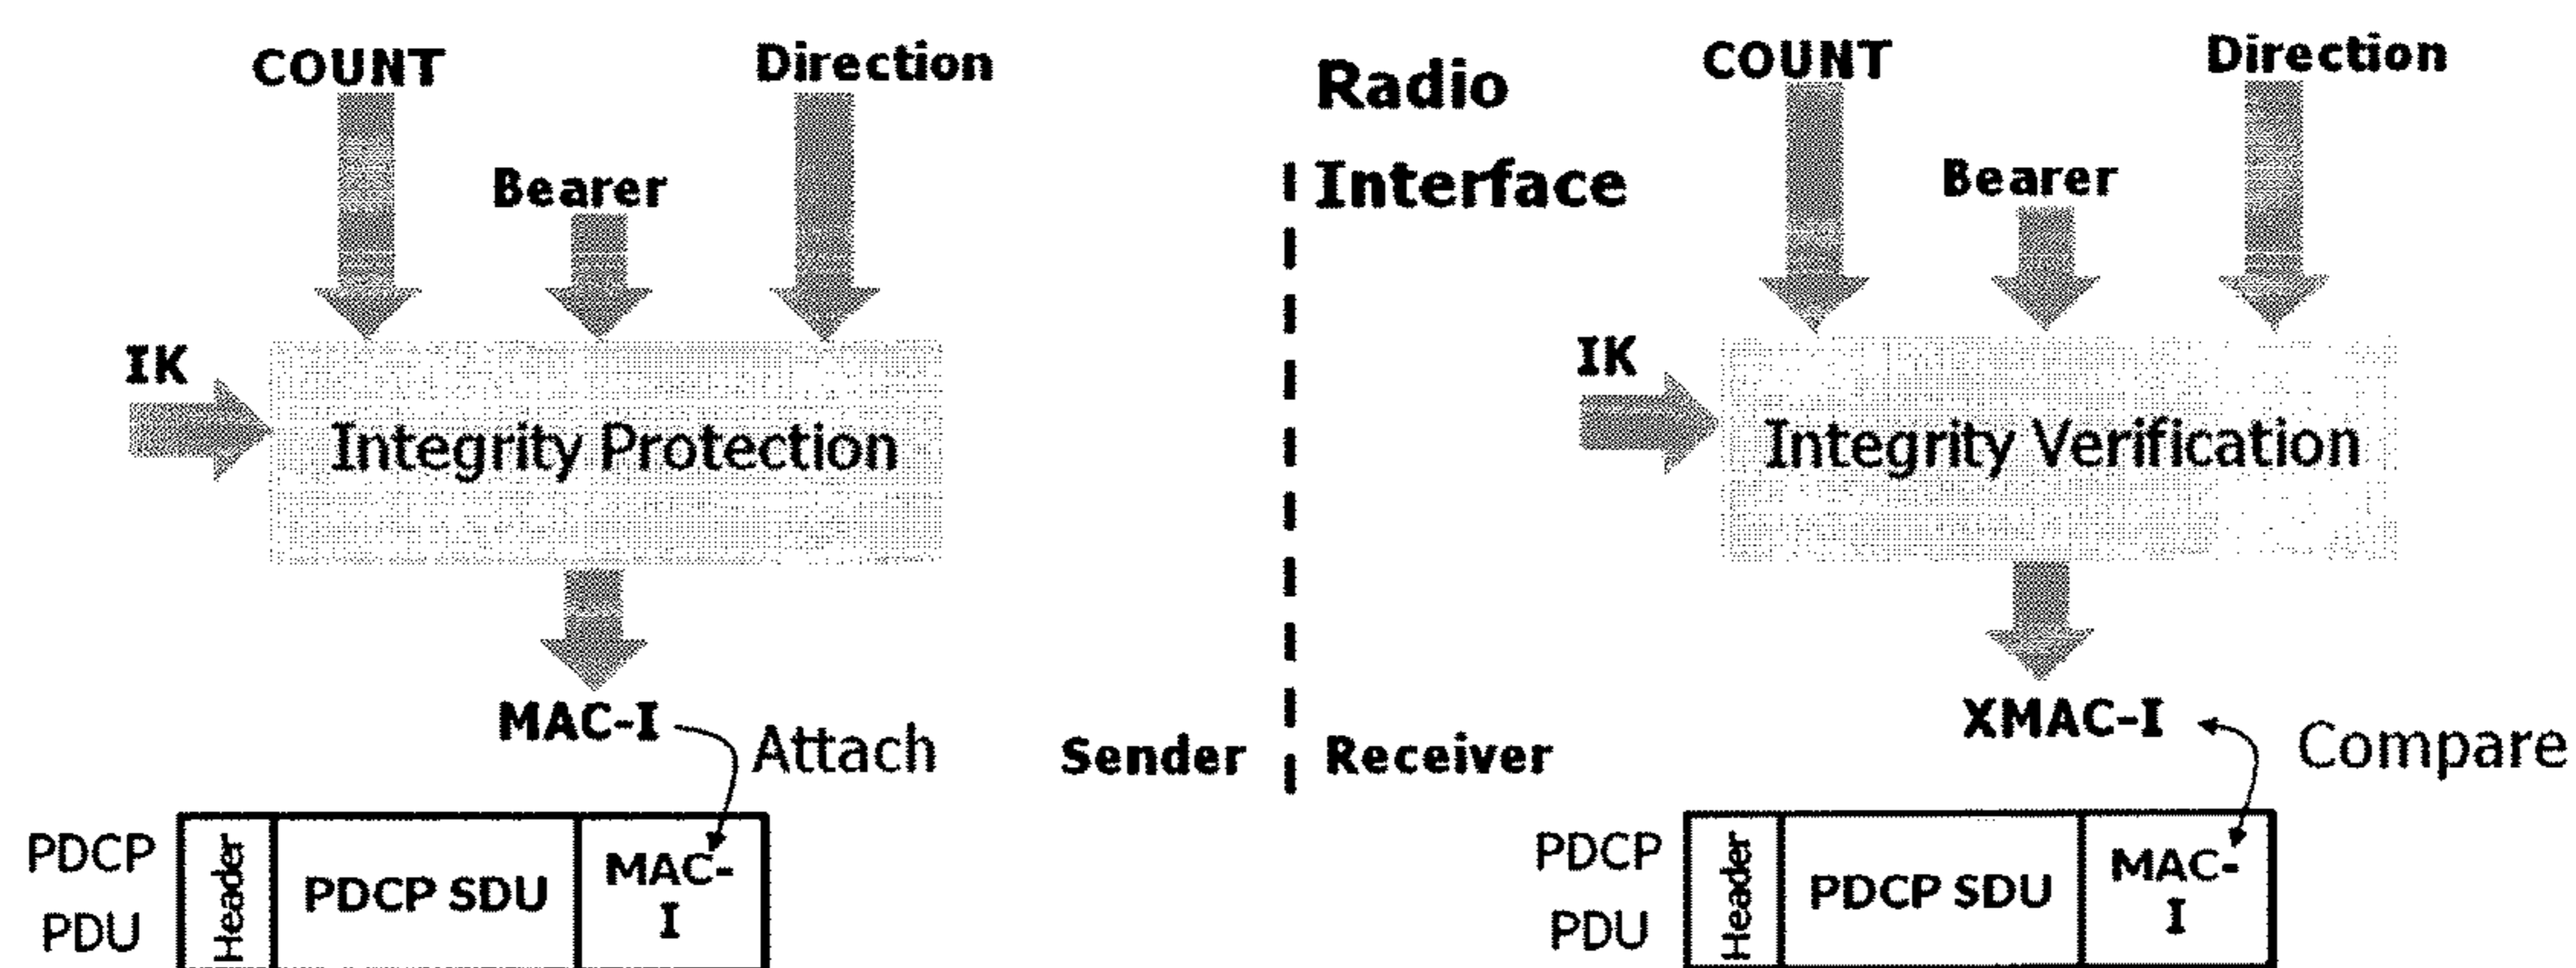 COUNT
Direction
Bearer
IK
Integrity Protection
MAC-I
Attach
PDCP
PDU
Header
PDCP SDU
MAC-
I
Radio
Interface
Sender
Receiver
COUNT
Direction
Bearer
IK
Integrity Verification
XMAC-I
Compare
PDCP
PDU
Header
PDCP SDU
MAC-
I